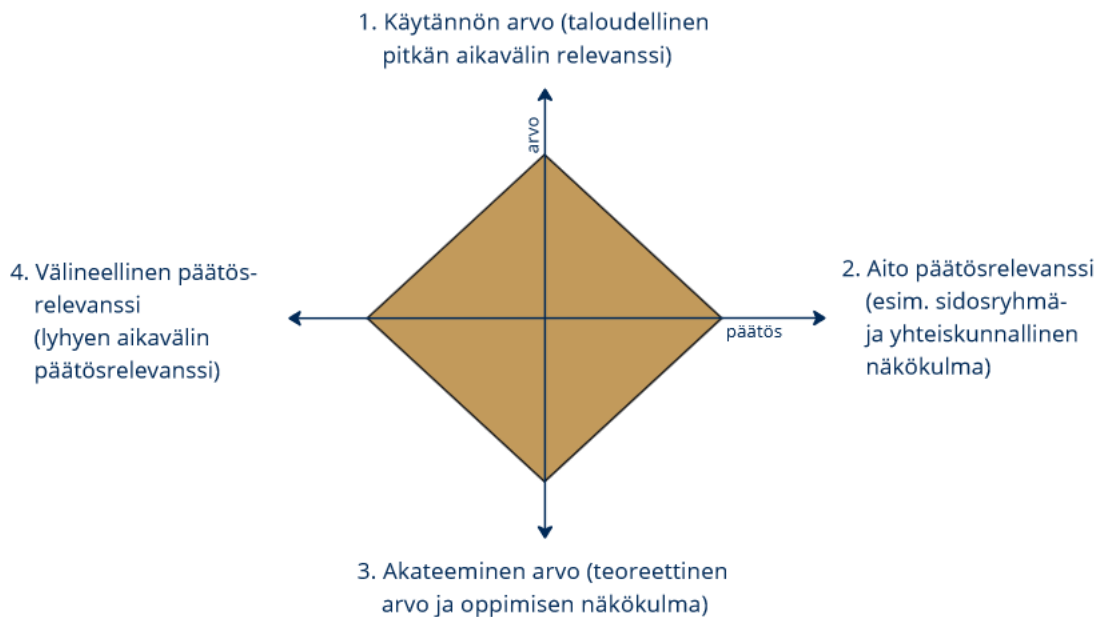 1. Käytännön arvo (taloudellinen
pitkän aikavälin relevanssi)
arvo
4. Välineellinen päätös-
relevanssi
(lyhyen aikavälin
päätösrelevanssi)
2. Aito päätösrelevanssi
(esim. sidosryhmä-
ja yhteiskunnallinen
näkökulma)
päätös
3. Akateeminen arvo (teoreettinen
arvo ja oppimisen näkökulma)